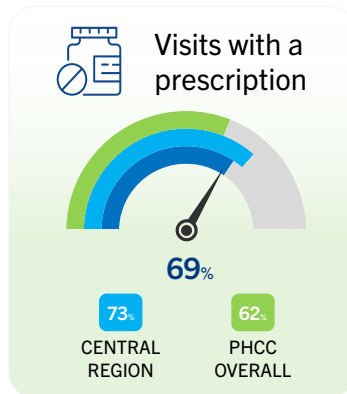 Visits with a
prescription
69%
73%
62%
CENTRAL
REGION
PHCC
OVERALL